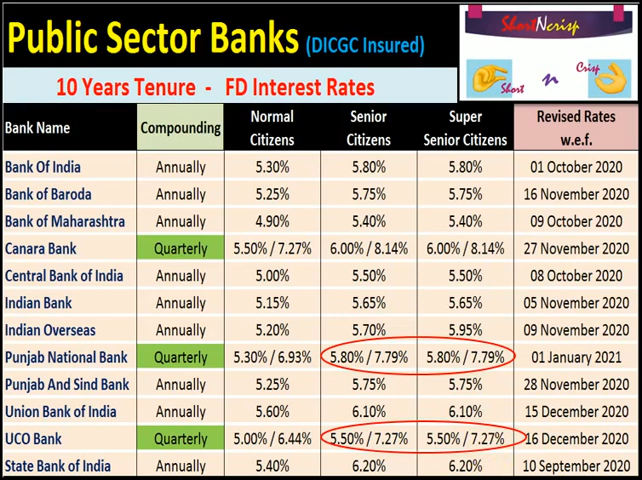 Public Sector Banks (DICGC Insured)
ShortNcrisp
Short n Crisp
10 Years Tenure - FD Interest Rates
Bank Name Compounding Normal Citizens Senior Citizens Super Senior Citizens Revised Rates w.e.f.
Bank Of India Annually 5.30% 5.80% 5.80% 01 October 2020
Bank of Baroda Annually 5.25% 5.75% 5.75% 16 November 2020
Bank of Maharashtra Annually 4.90% 5.40% 5.40% 09 October 2020
Canara Bank Quarterly 5.50% / 7.27% 6.00% / 8.14% 6.00% / 8.14% 27 November 2020
Central Bank of India Annually 5.00% 5.50% 5.50% 08 October 2020
Indian Bank Annually 5.15% 5.65% 5.65% 05 November 2020
Indian Overseas Annually 5.20% 5.70% 5.95% 09 November 2020
Punjab National Bank Quarterly 5.30% / 6.93% 5.80% / 7.79% 5.80% / 7.79% 01 January 2021
Punjab And Sind Bank Annually 5.25% 5.75% 5.75% 28 November 2020
Union Bank of India Annually 5.60% 6.10% 6.10% 15 December 2020
UCO Bank Quarterly 5.00% / 6.44% 5.50% / 7.27% 5.50% / 7.27% 16 December 2020
State Bank of India Annually 5.40% 6.20% 6.20% 10 September 2020